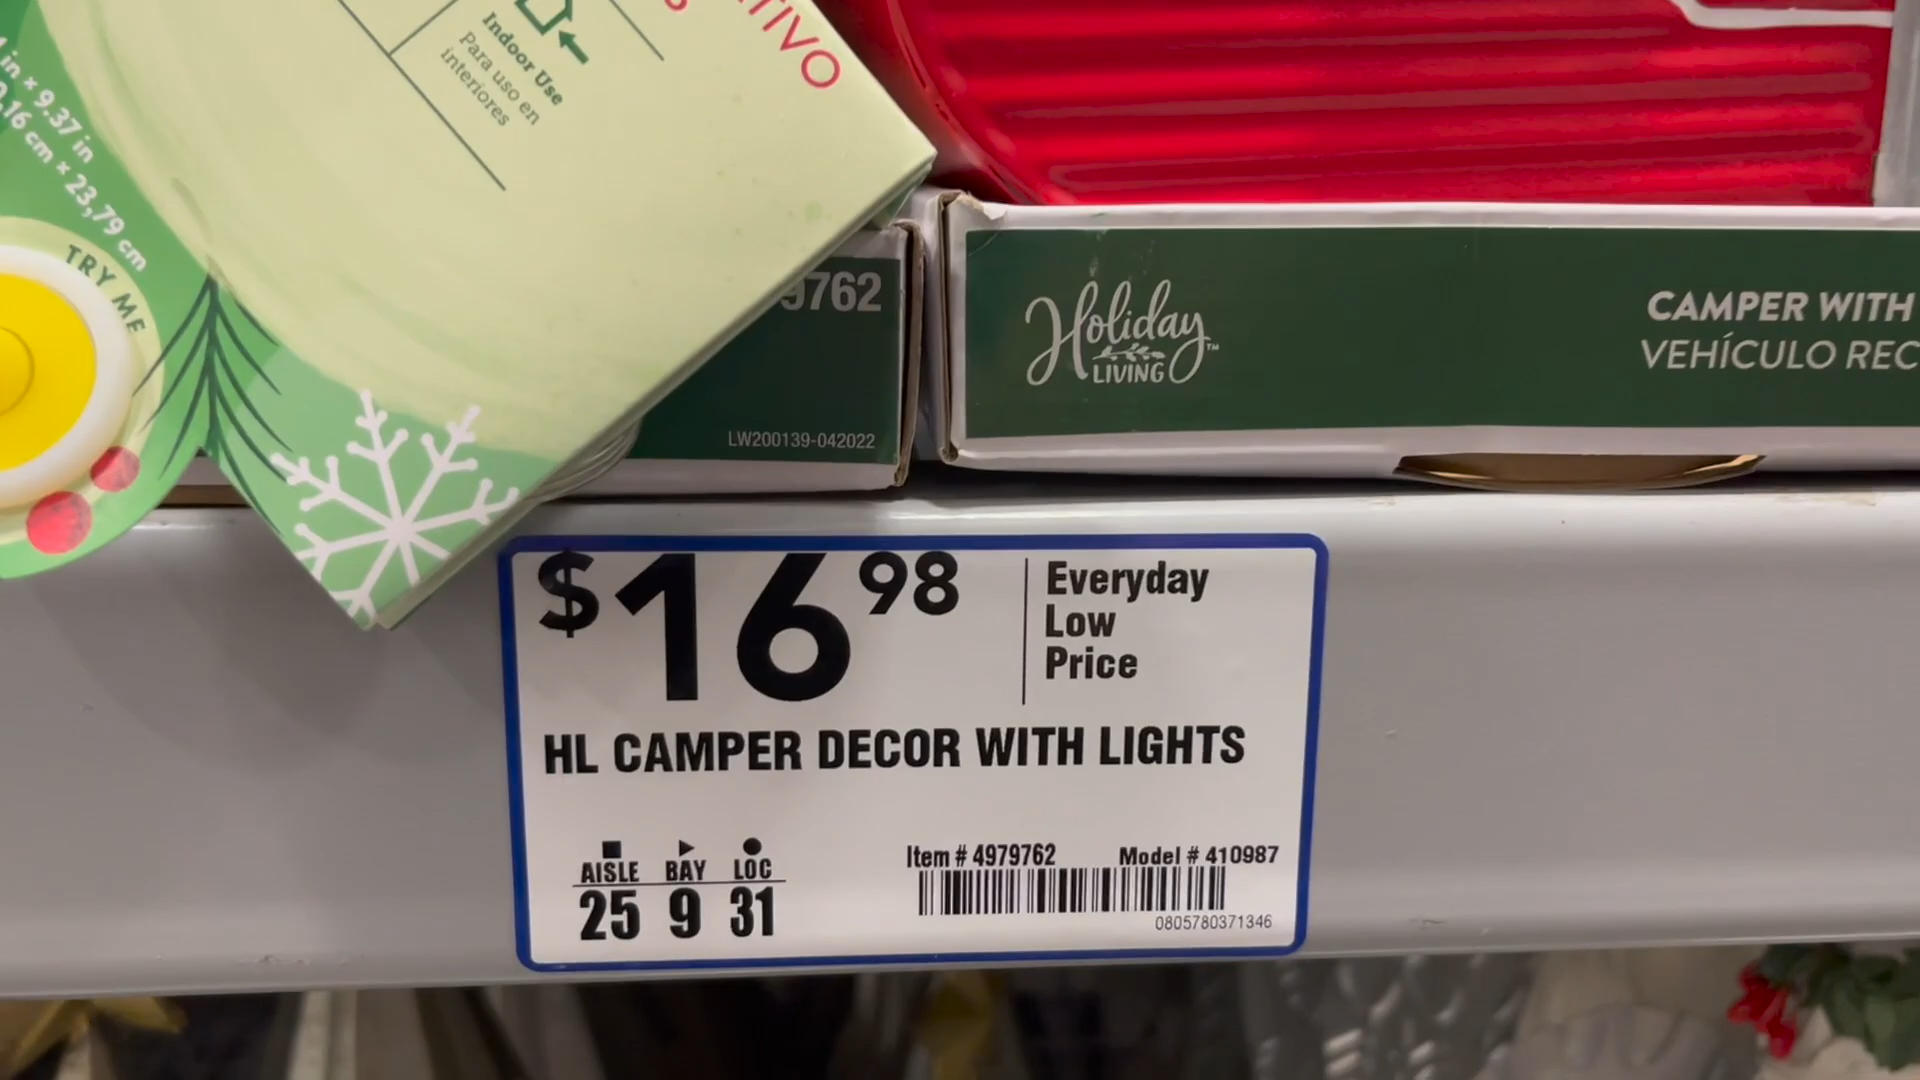 TIVO
Indoor Use
Para uso en
interiores
in × 9.37 in
cm × 23,79 cm
TRY ME
9762
LW200139-042022
Holiday
LIVING™
CAMPER WITH
VEHÍCULO REC
$16 98
Everyday
Low
Price
HL CAMPER DECOR WITH LIGHTS
AISLE BAY LOC
25 9 31
Item # 4979762 Model # 410987
0805780371346